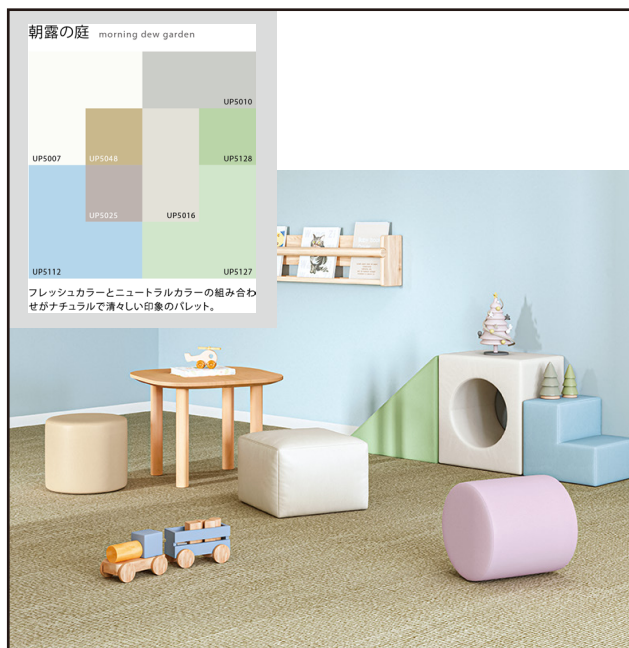 朝露の庭 morning dew garden
UP5010
UP5007
UP5048
UP5128
UP5025
UP5016
UP5112
UP5127
フレッシュカラーとニュートラルカラーの組み合わ
せがナチュラルで清々しい印象のパレット。